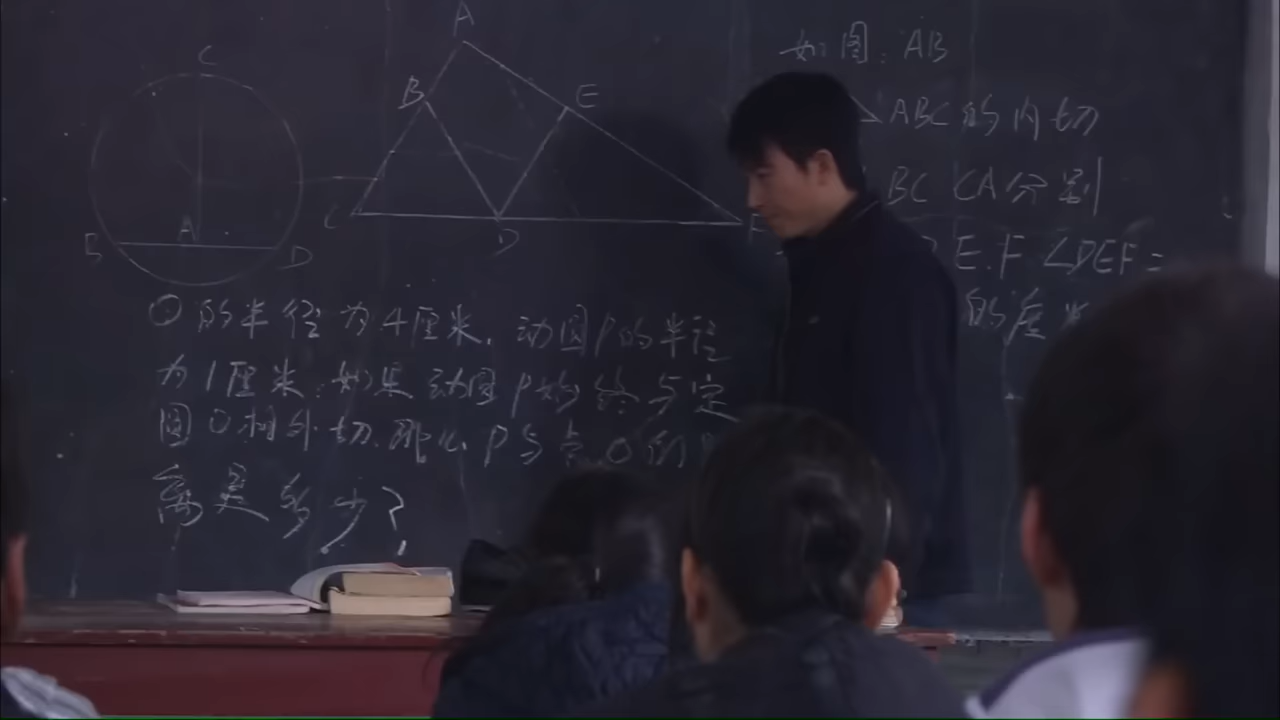 C
B A D
A
B E
C D F
⊙的半径为4厘米.动圆P的半径
为1厘米.如果动圆P始终与定
圆O相外切.那么P与点O的
离是多少?
如图:AB
△ABC的内切
BC CA分别
E.F ∠DEF=
的度